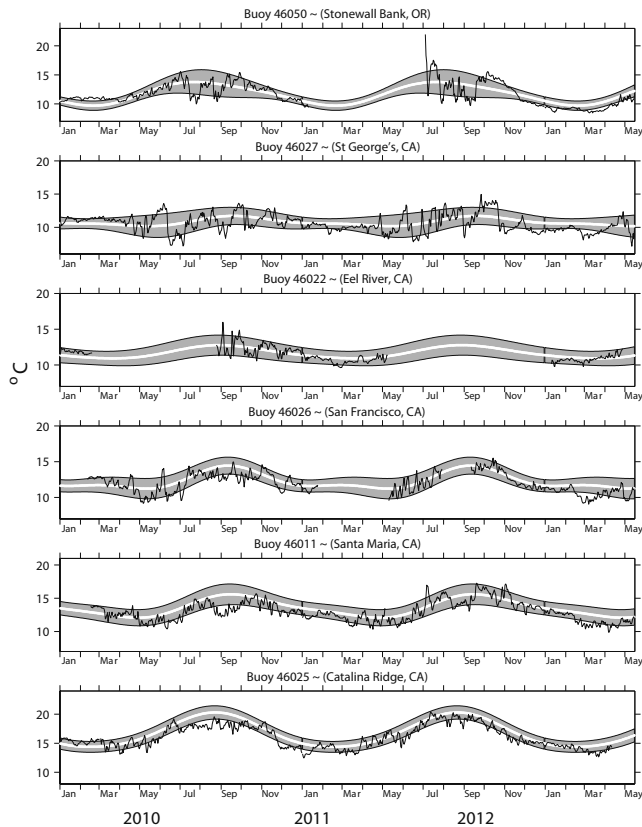 Buoy 46050 ~ (Stonewall Bank, OR)
20
15
10
Jan Mar May Jul Sep Nov Jan Mar May Jul Sep Nov Jan Mar May
Buoy 46027 ~ (St George's, CA)
20
15
10
Jan Mar May Jul Sep Nov Jan Mar May Jul Sep Nov Jan Mar May
Buoy 46022 ~ (Eel River, CA)
20
15
10
Jan Mar May Jul Sep Nov Jan Mar May Jul Sep Nov Jan Mar May
°C
Buoy 46026 ~ (San Francisco, CA)
20
15
10
Jan Mar May Jul Sep Nov Jan Mar May Jul Sep Nov Jan Mar May
Buoy 46011 ~ (Santa Maria, CA)
20
15
10
Jan Mar May Jul Sep Nov Jan Mar May Jul Sep Nov Jan Mar May
Buoy 46025 ~ (Catalina Ridge, CA)
20
15
10
Jan Mar May Jul Sep Nov Jan Mar May Jul Sep Nov Jan Mar May
2010 2011 2012